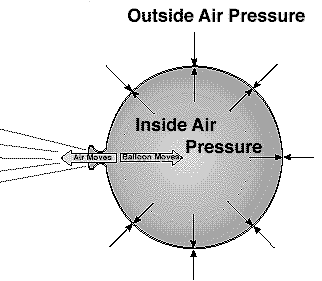 Outside Air Pressure
Inside Air
Pressure
Air Moves
Balloon Moves